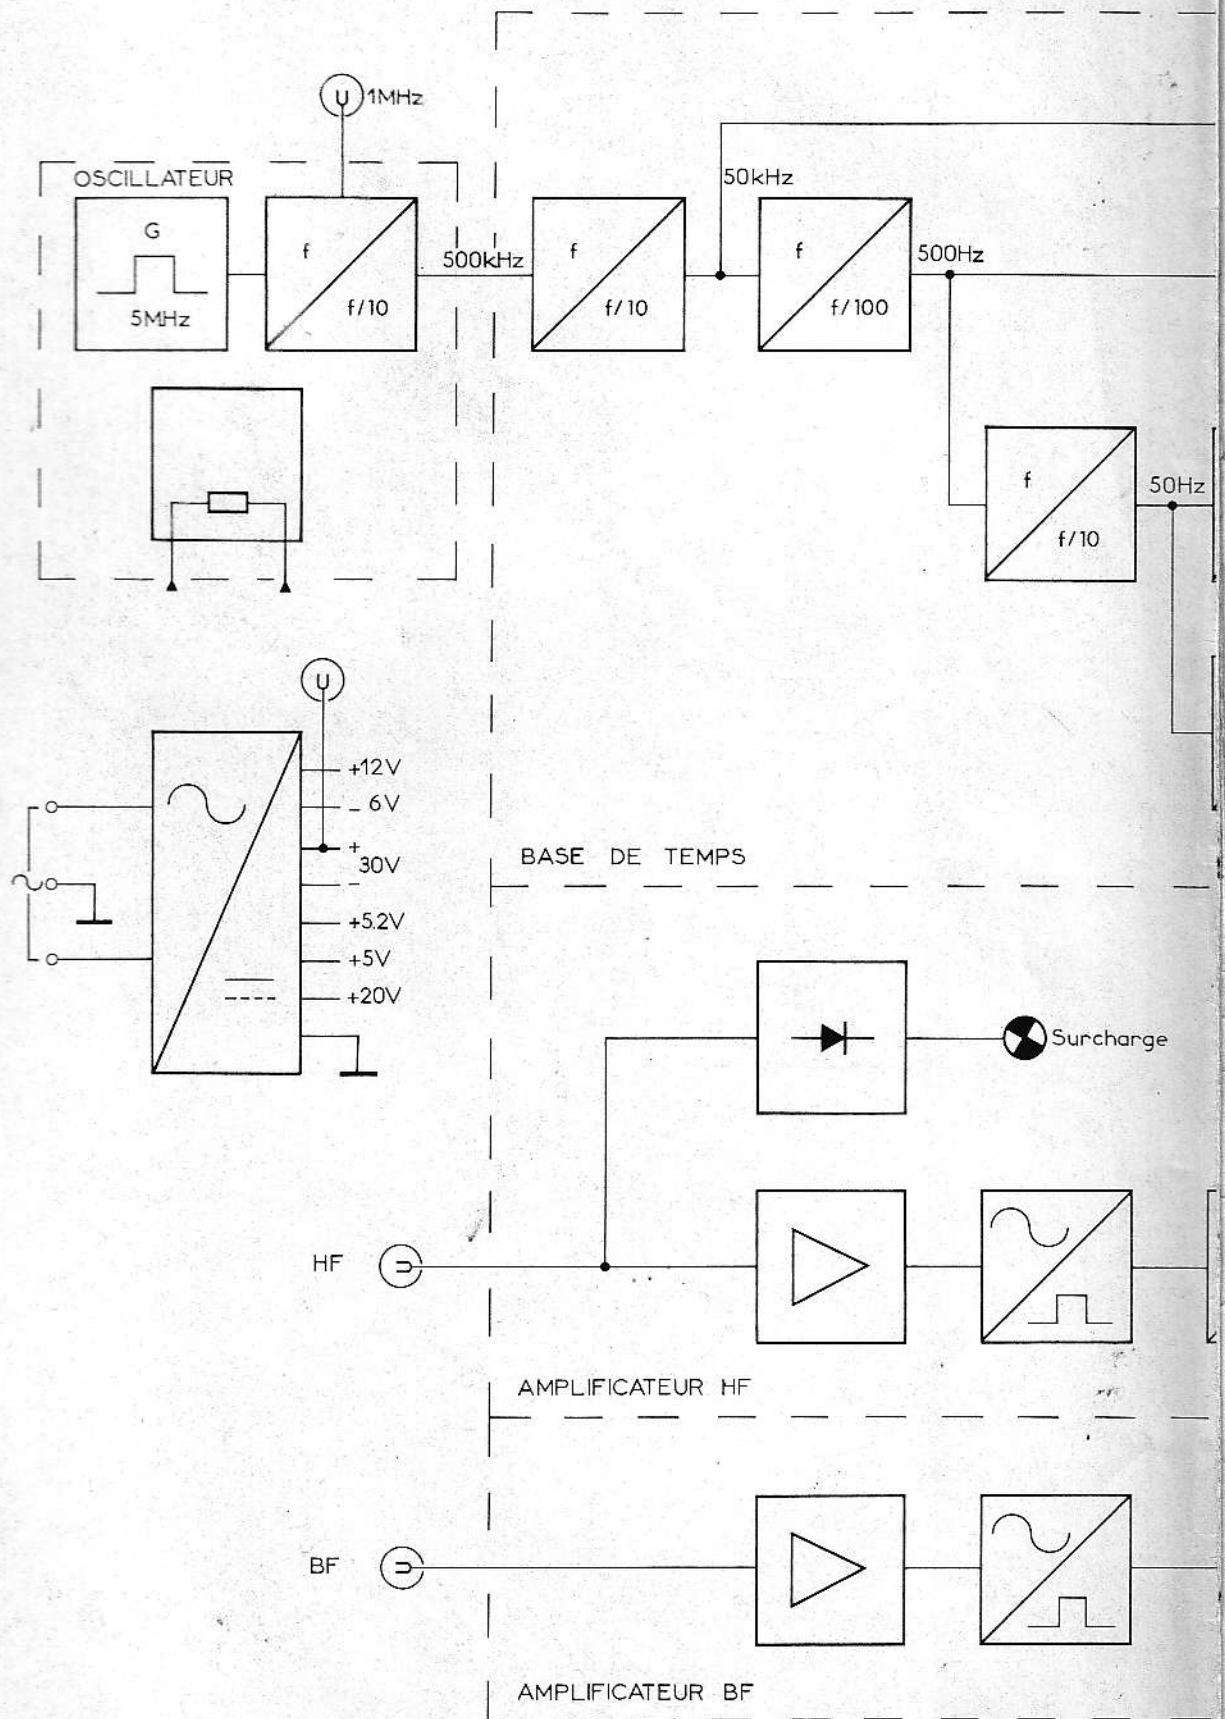 U 1MHz
OSCILLATEUR
50kHz
G
5MHz
f
f/10
500kHz
f
f/10
f
f/100
500Hz
f
f/10
50Hz
U
+12V
- 6V
+
30V
-
+5.2V
+5V
+20V
BASE DE TEMPS
Surcharge
HF
AMPLIFICATEUR HF
BF
AMPLIFICATEUR BF